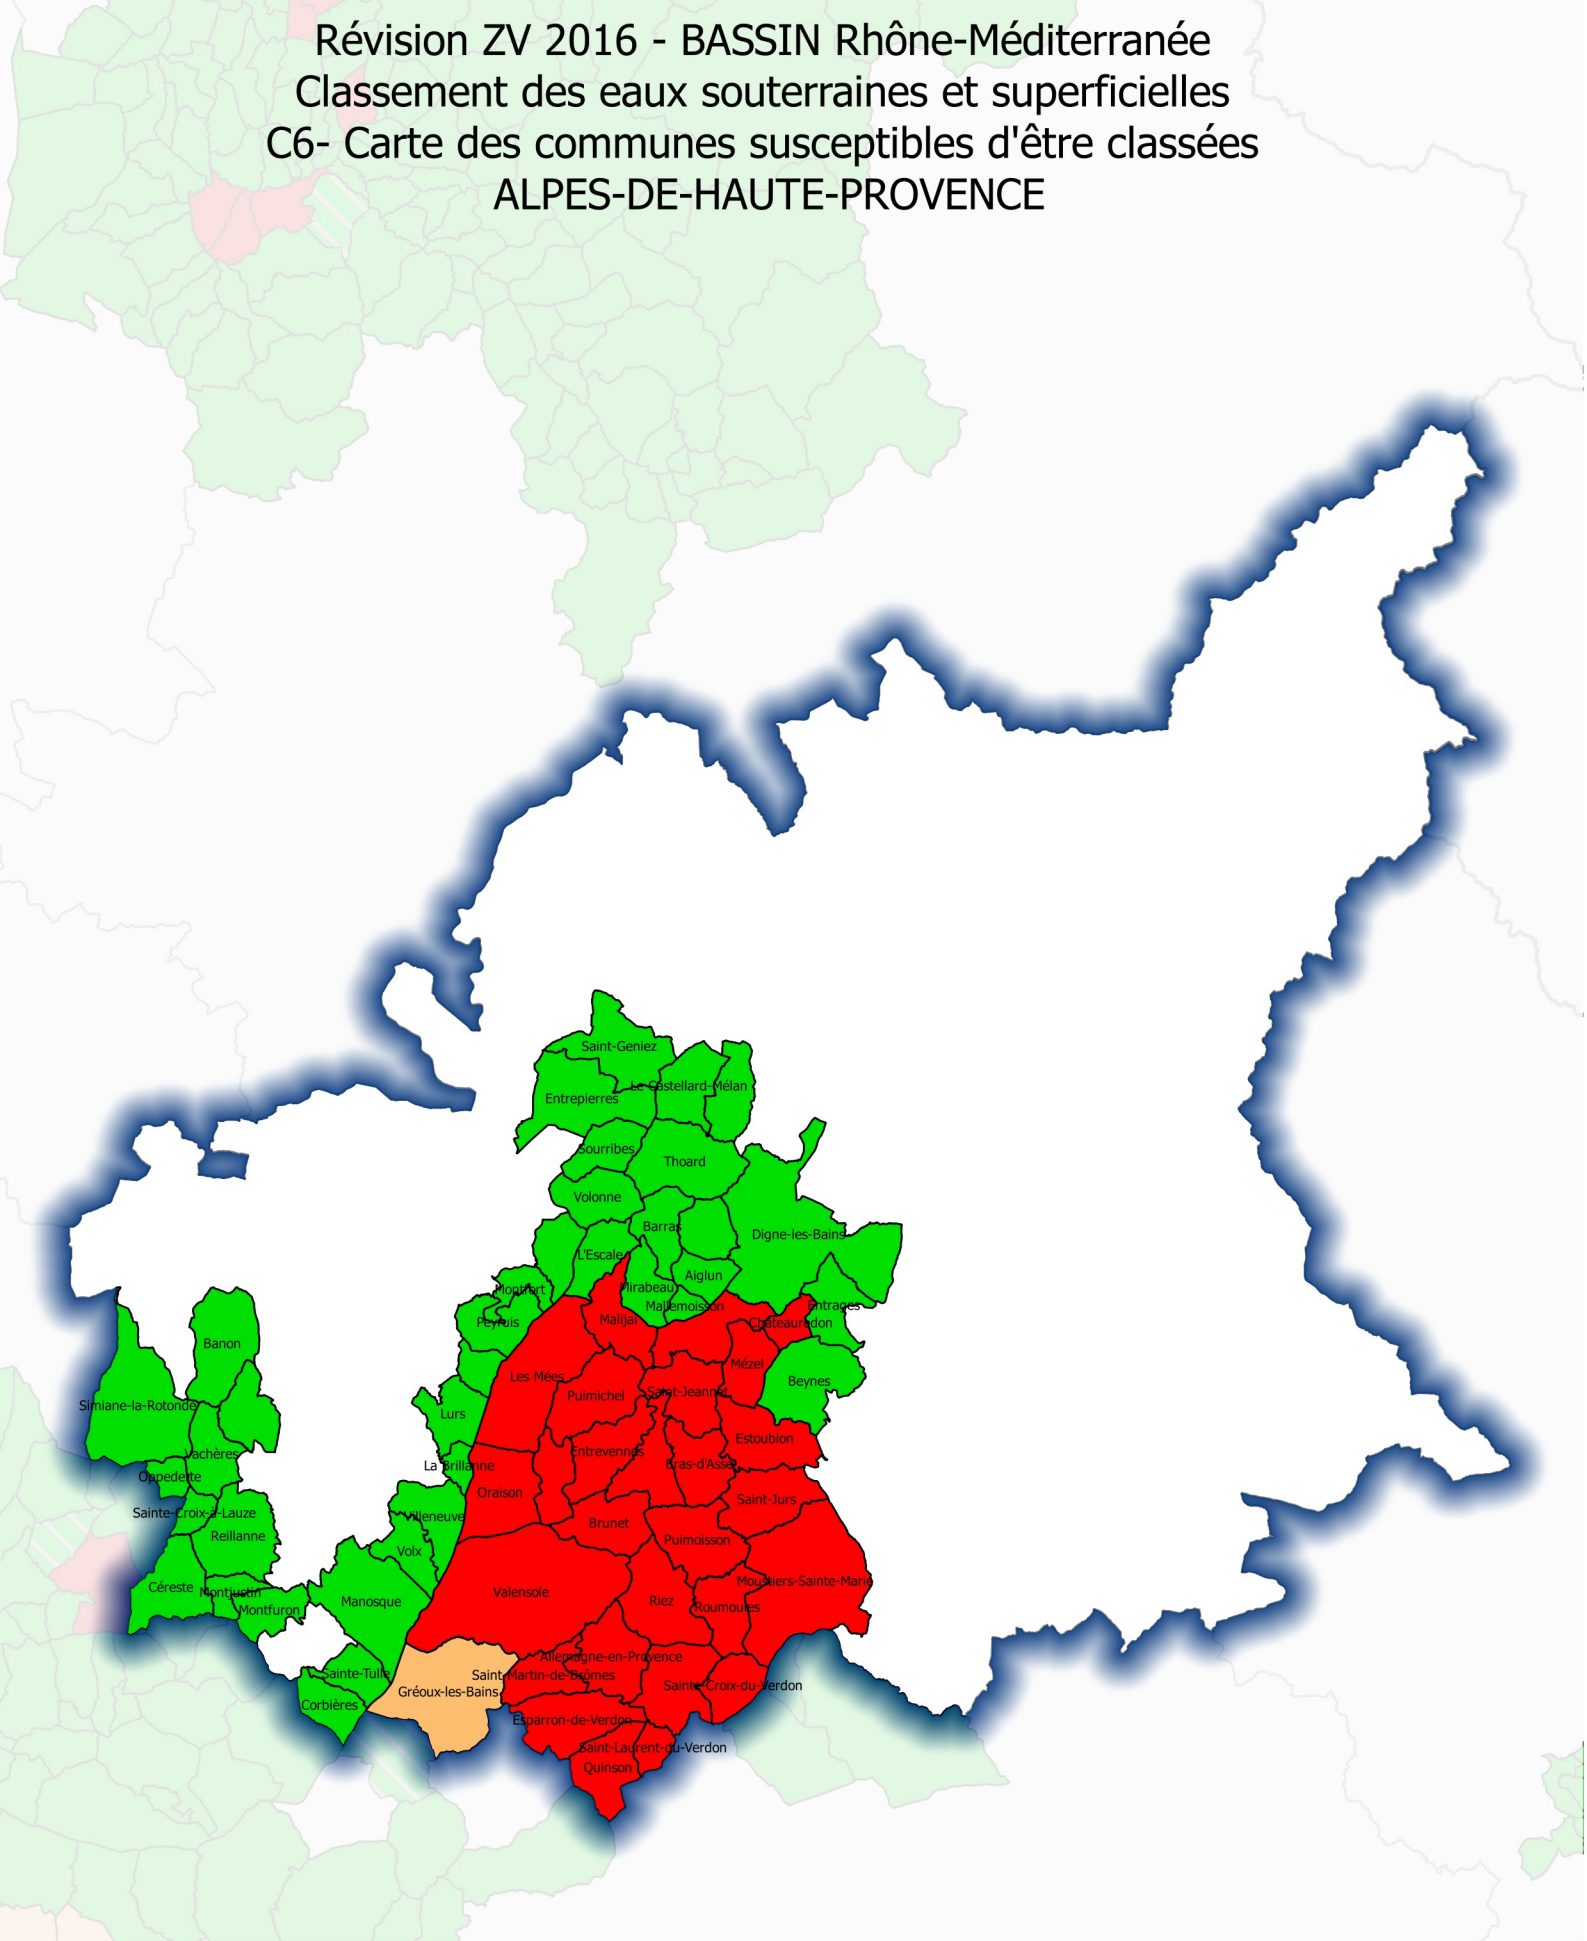 Révision ZV 2016 - BASSIN Rhône-Méditerranée
Classement des eaux souterraines et superficielles
C6- Carte des communes susceptibles d'être classées
ALPES-DE-HAUTE-PROVENCE
Saint-Geniez
Le Castellard-Mélan
Entrepierres
Sourribes
Thoard
Volonne
Barras
Digne-les-Bains
L'Escale
Aiglun
Mirabeau
Montfort
Mallemoisson
Entrages
Malijai
Peyruis
Châteauredon
Banon
Mézel
Les Mées
Beynes
Saint-Jeannet
Puimichel
Simiane-la-Rotonde
Lurs
Estoublon
Entrevennes
Vachères
La Brillanne
Bras-d'Asse
Oppedette
Oraison
Saint-Jurs
Sainte-Croix-à-Lauze
Villeneuve
Brunet
Reillanne
Puimoisson
Volx
Moustiers-Sainte-Marie
Céreste
Montjustin
Valensole
Manosque
Riez
Roumoules
Montfuron
Allemagne-en-Provence
Sainte-Tulle
Saint-Martin-de-Brômes
Sainte-Croix-du-Verdon
Gréoux-les-Bains
Corbières
Esparron-de-Verdon
Saint-Laurent-du-Verdon
Quinson